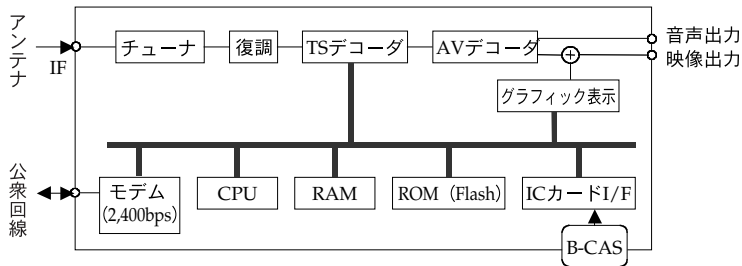 アンテナ
IF
チューナ
復調
TSデコーダ
AVデコーダ
音声出力
映像出力
グラフィック表示
公衆回線
モデム
(2,400bps)
CPU
RAM
ROM（Flash）
ICカードI/F
B-CAS